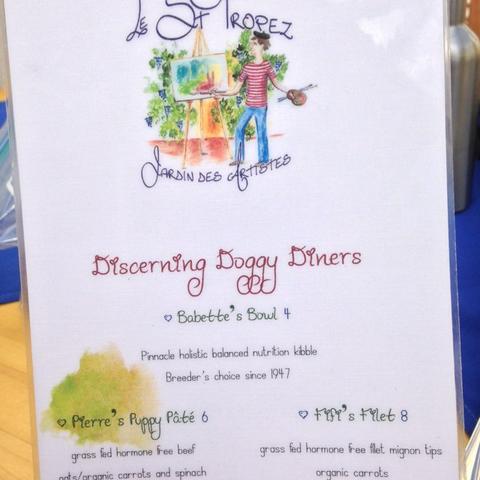 Le St Tropez
Jardin des Artistes
Discerning Doggy Diners
Babette's Bowl 4
Pinnacle holistic balanced nutrition kibble
Breeder's choice since 1947
Pierre's Puppy Pâté 6
grass fed hormone free beef
oats/organic carrots and spinach
Fifi's Filet 8
grass fed hormone free filet mignon tips
organic carrots